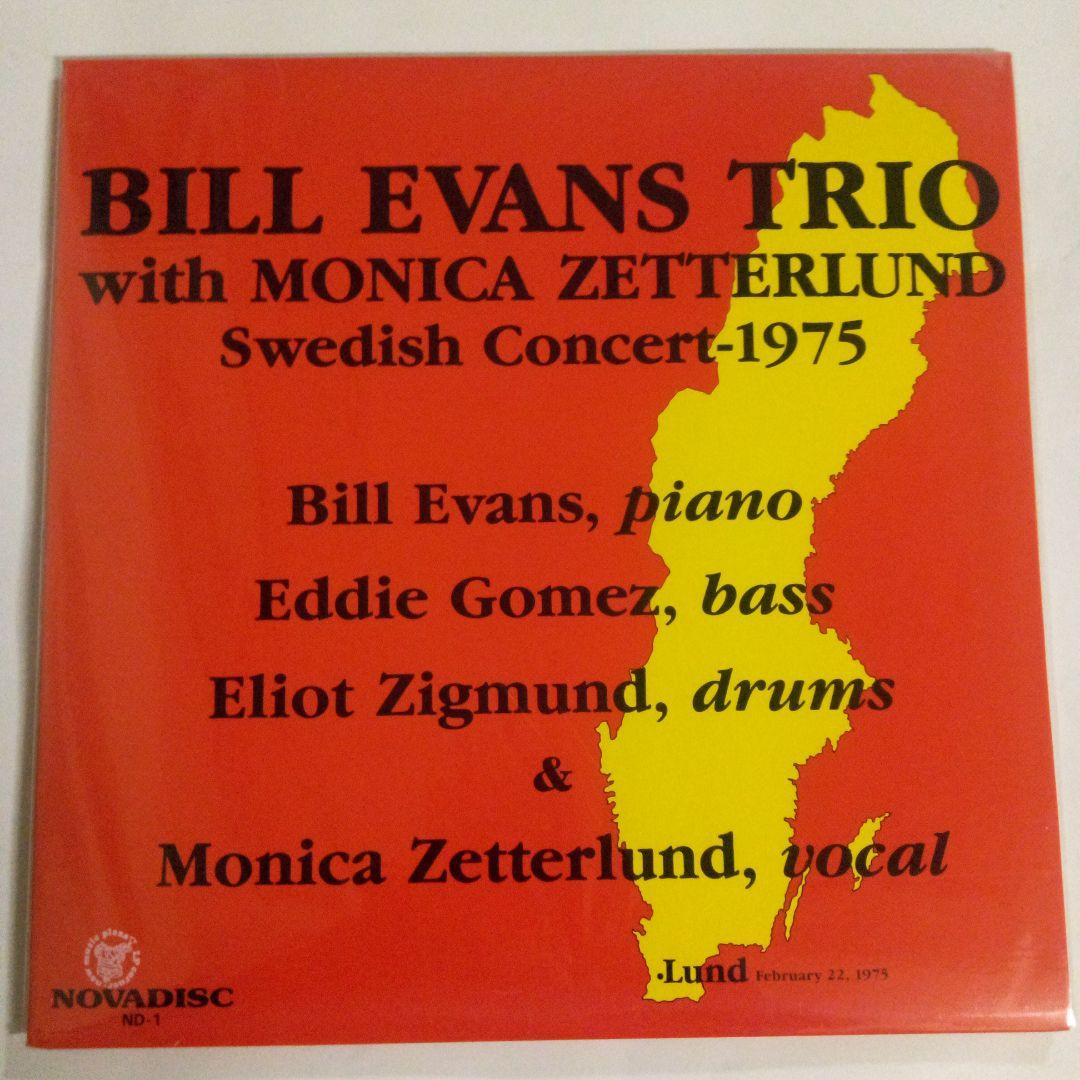 BILL EVANS TRIO
with MONICA ZETTERLUND
Swedish Concert-1975
Bill Evans, piano
Eddie Gomez, bass
Eliot Zigmund, drums
&
Monica Zetterlund, vocal
·Lund February 22, 1975
NOVADISC
ND-1